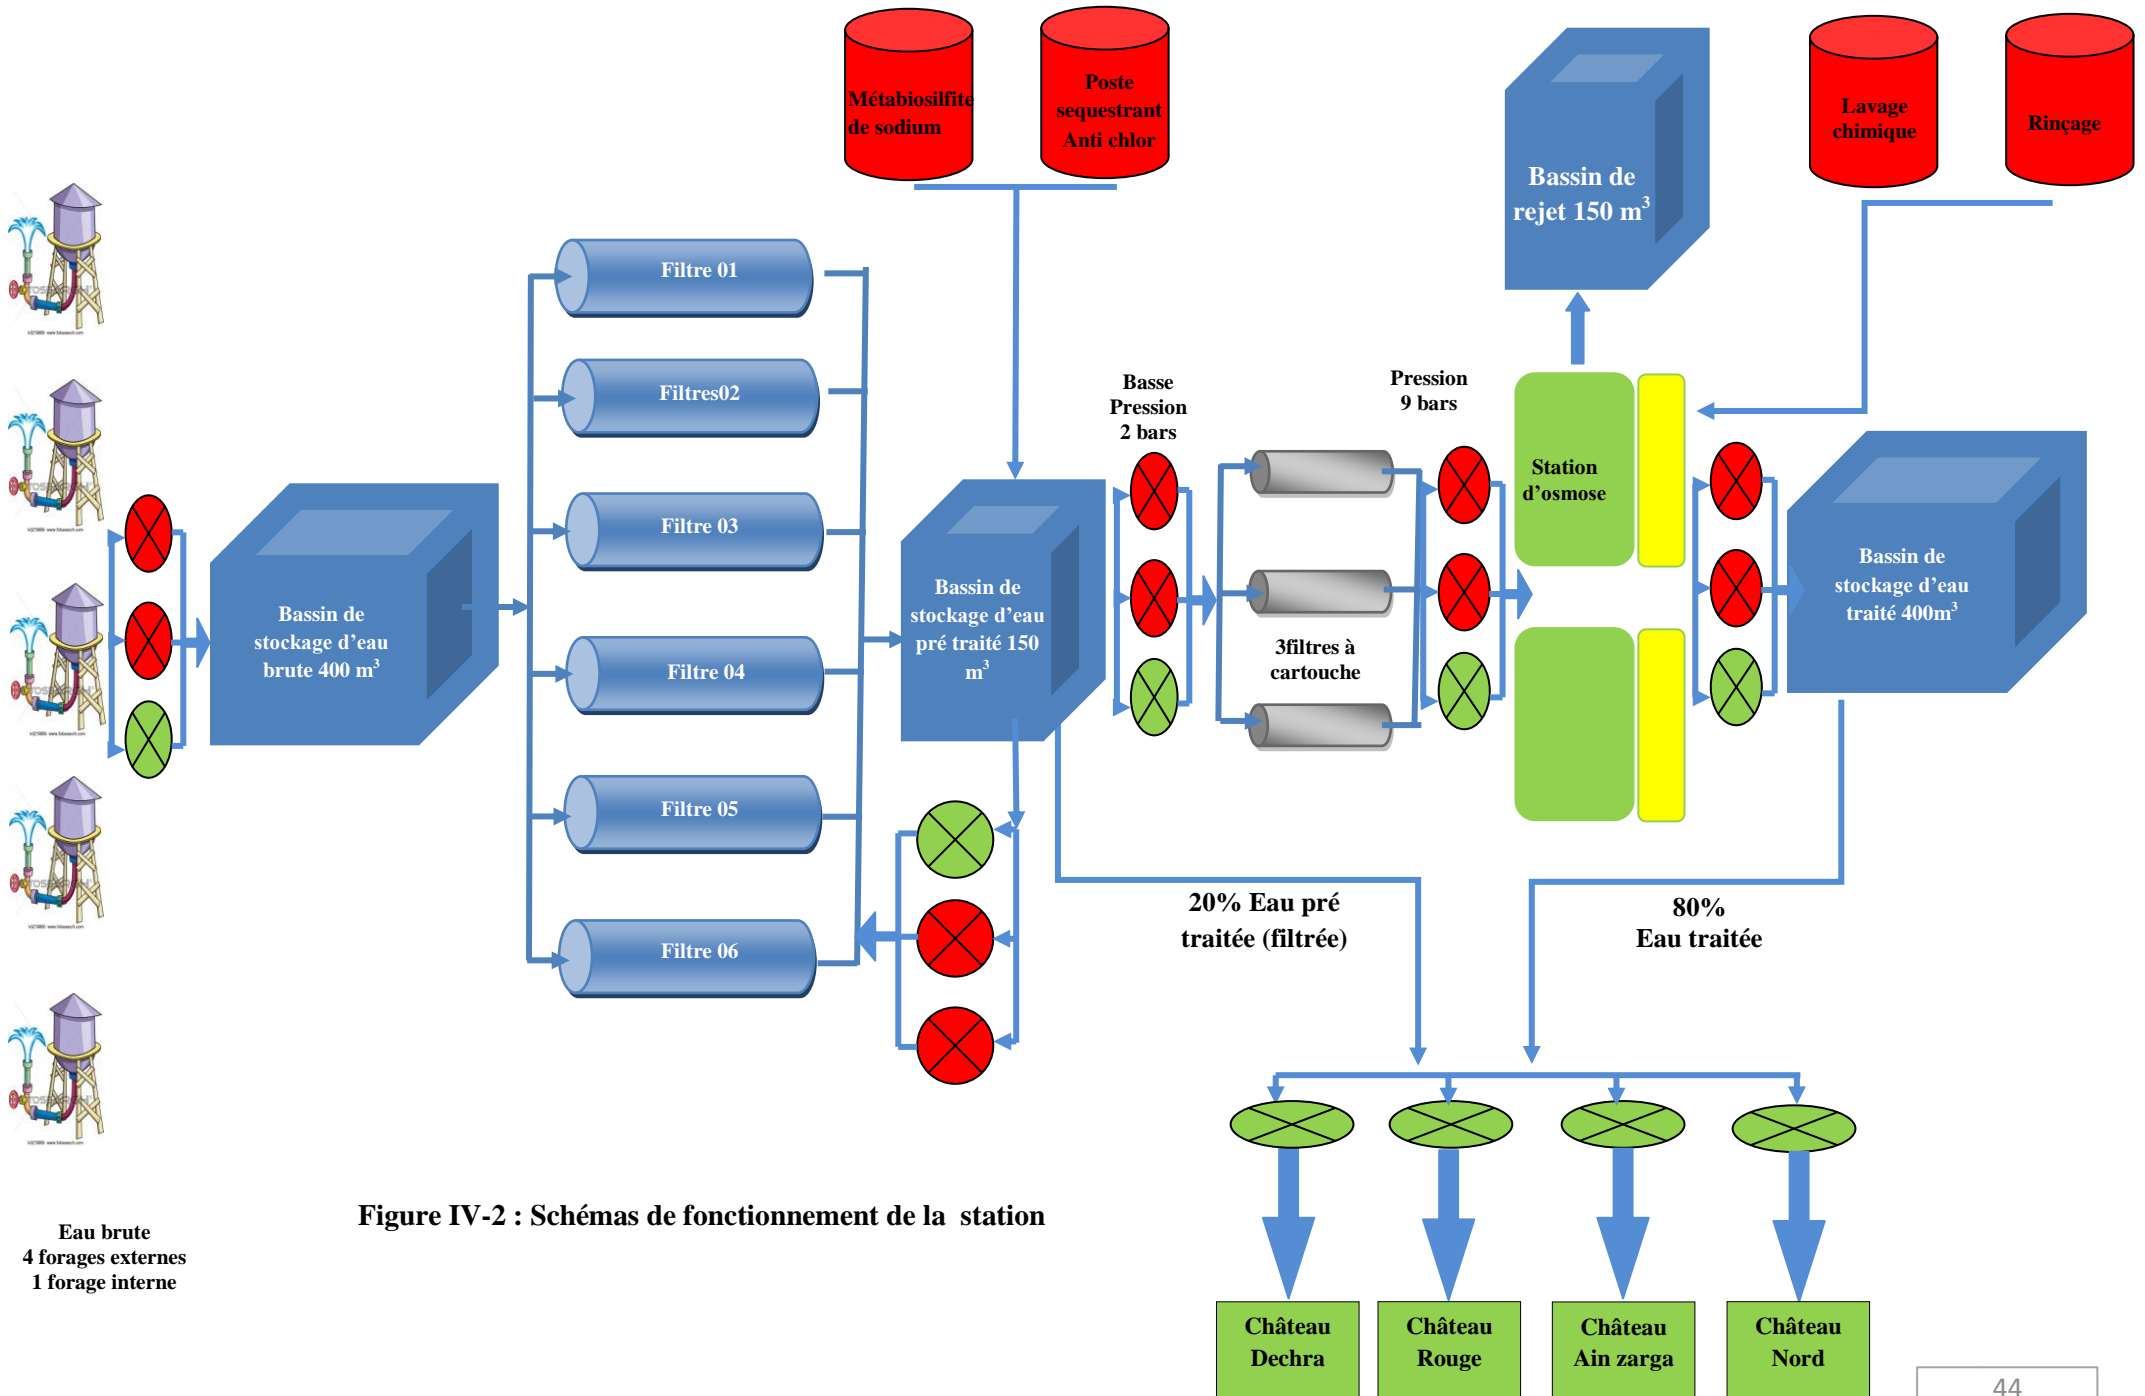 Métabiosilfite
de sodium
Poste
sequestrant
Anti chlor
Bassin de
rejet 150 m³
Lavage
chimique
Rinçage
Filtre 01
Filtres02
Filtre 03
Filtre 04
Filtre 05
Filtre 06
Basse
Pression
2 bars
Pression
9 bars
Station
d’osmose
Bassin de
stockage d’eau
brute 400 m³
Bassin de
stockage d’eau
pré traité 150
m³
3filtres à
cartouche
Bassin de
stockage d’eau
traité 400m³
20% Eau pré
traitée (filtrée)
80%
Eau traitée
Eau brute
4 forages externes
1 forage interne
Figure IV-2 : Schémas de fonctionnement de la station
Château
Dechra
Château
Rouge
Château
Ain zarga
Château
Nord
44